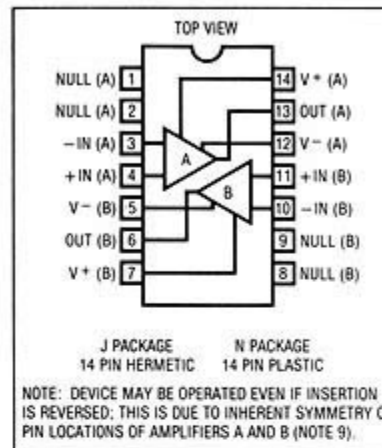 TOP VIEW
NULL (A) 1
14 V+ (A)
NULL (A) 2
13 OUT (A)
−IN (A) 3
12 V− (A)
A
+IN (A) 4
11 +IN (B)
B
V− (B) 5
10 −IN (B)
OUT (B) 6
9 NULL (B)
V+ (B) 7
8 NULL (B)
J PACKAGE
14 PIN HERMETIC
N PACKAGE
14 PIN PLASTIC
NOTE: DEVICE MAY BE OPERATED EVEN IF INSERTION
IS REVERSED; THIS IS DUE TO INHERENT SYMMETRY
PIN LOCATIONS OF AMPLIFIERS A AND B (NOTE 9).